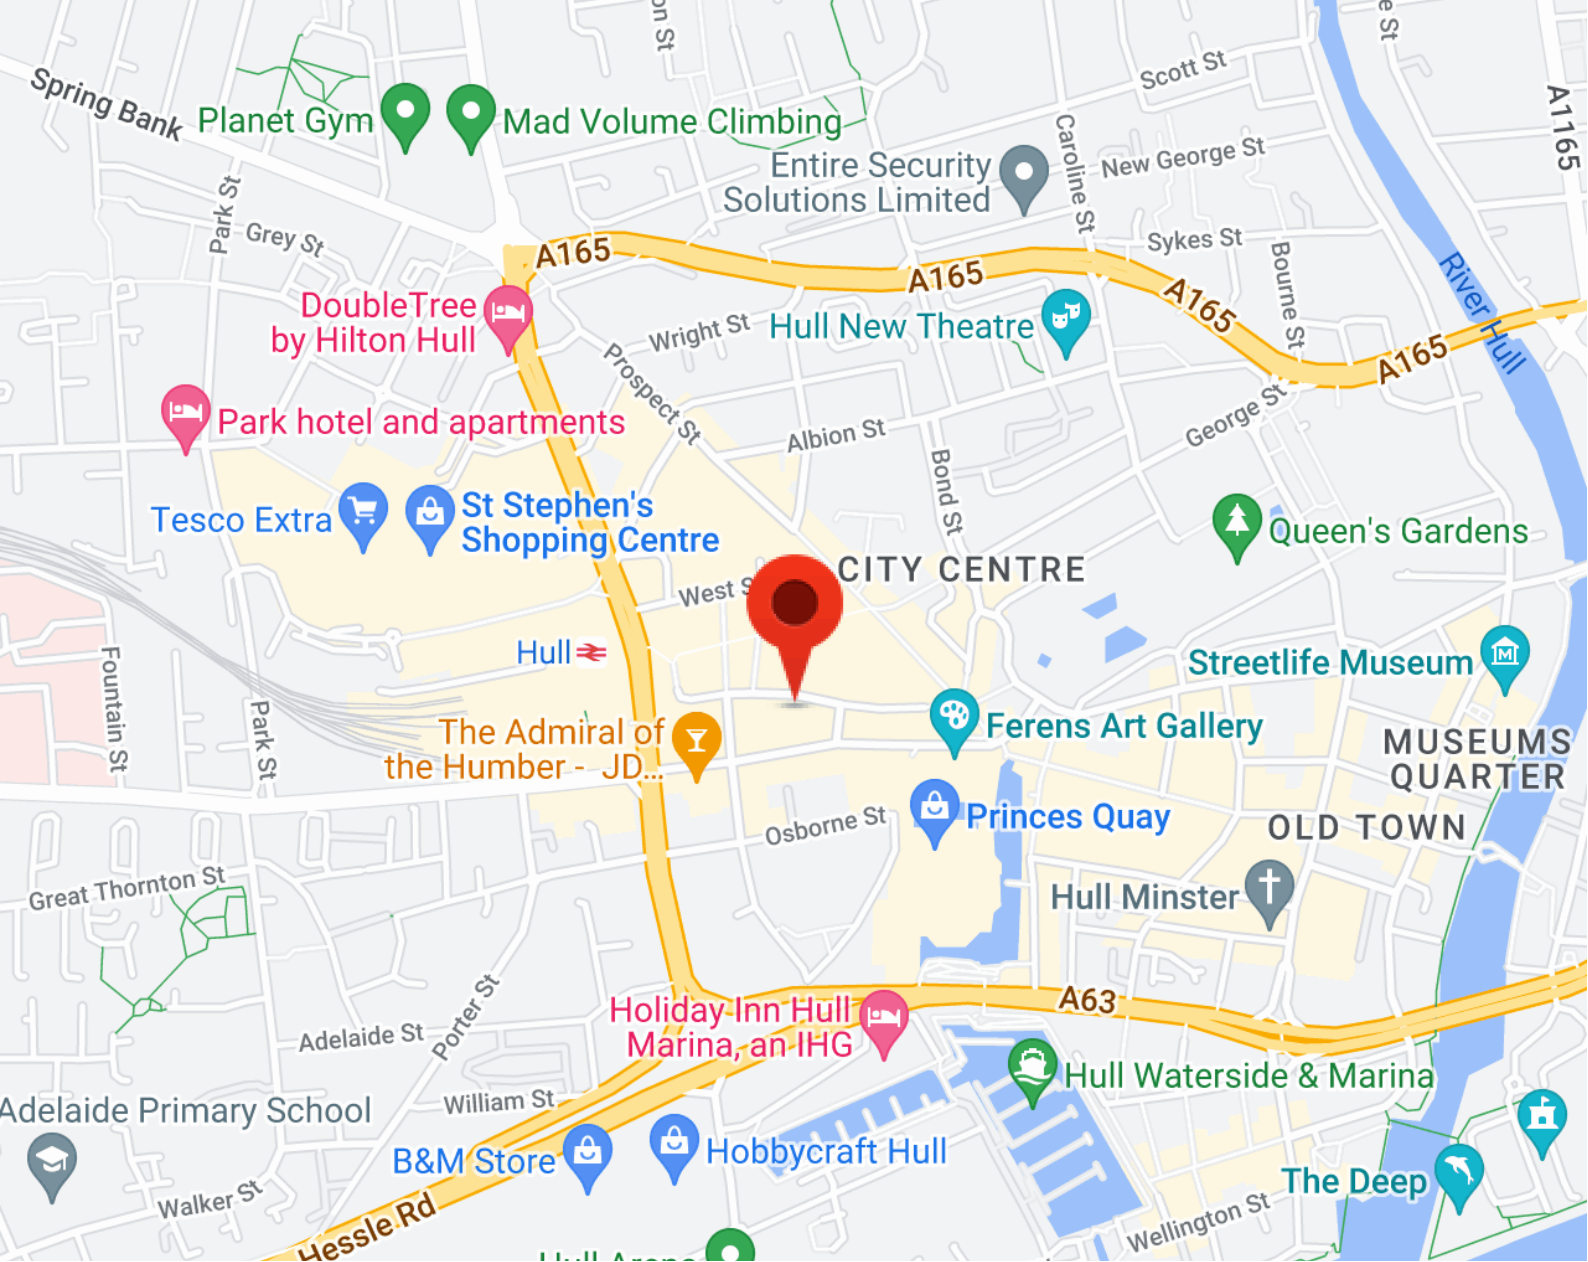 on St
e St
Scott St
Spring Bank
A1165
Planet Gym
Mad Volume Climbing
Caroline St
New George St
Entire Security
Solutions Limited
Park St
Grey St
Sykes St
A165
A165
A165
Bourne St
River Hull
DoubleTree
by Hilton Hull
Wright St
Hull New Theatre
A165
Prospect St
Park hotel and apartments
Albion St
George St
Bond St
Tesco Extra
St Stephen's
Shopping Centre
Queen's Gardens
CITY CENTRE
West S
Hull
Streetlife Museum
Fountain St
Park St
The Admiral of
the Humber - JD...
Ferens Art Gallery
MUSEUMS
QUARTER
Princes Quay
Osborne St
OLD TOWN
Great Thornton St
Hull Minster
Porter St
A63
Holiday Inn Hull
Marina, an IHG
Adelaide St
Hull Waterside & Marina
William St
Adelaide Primary School
B&M Store
Hobbycraft Hull
The Deep
Walker St
Hessle Rd
Wellington St
Hull Arena